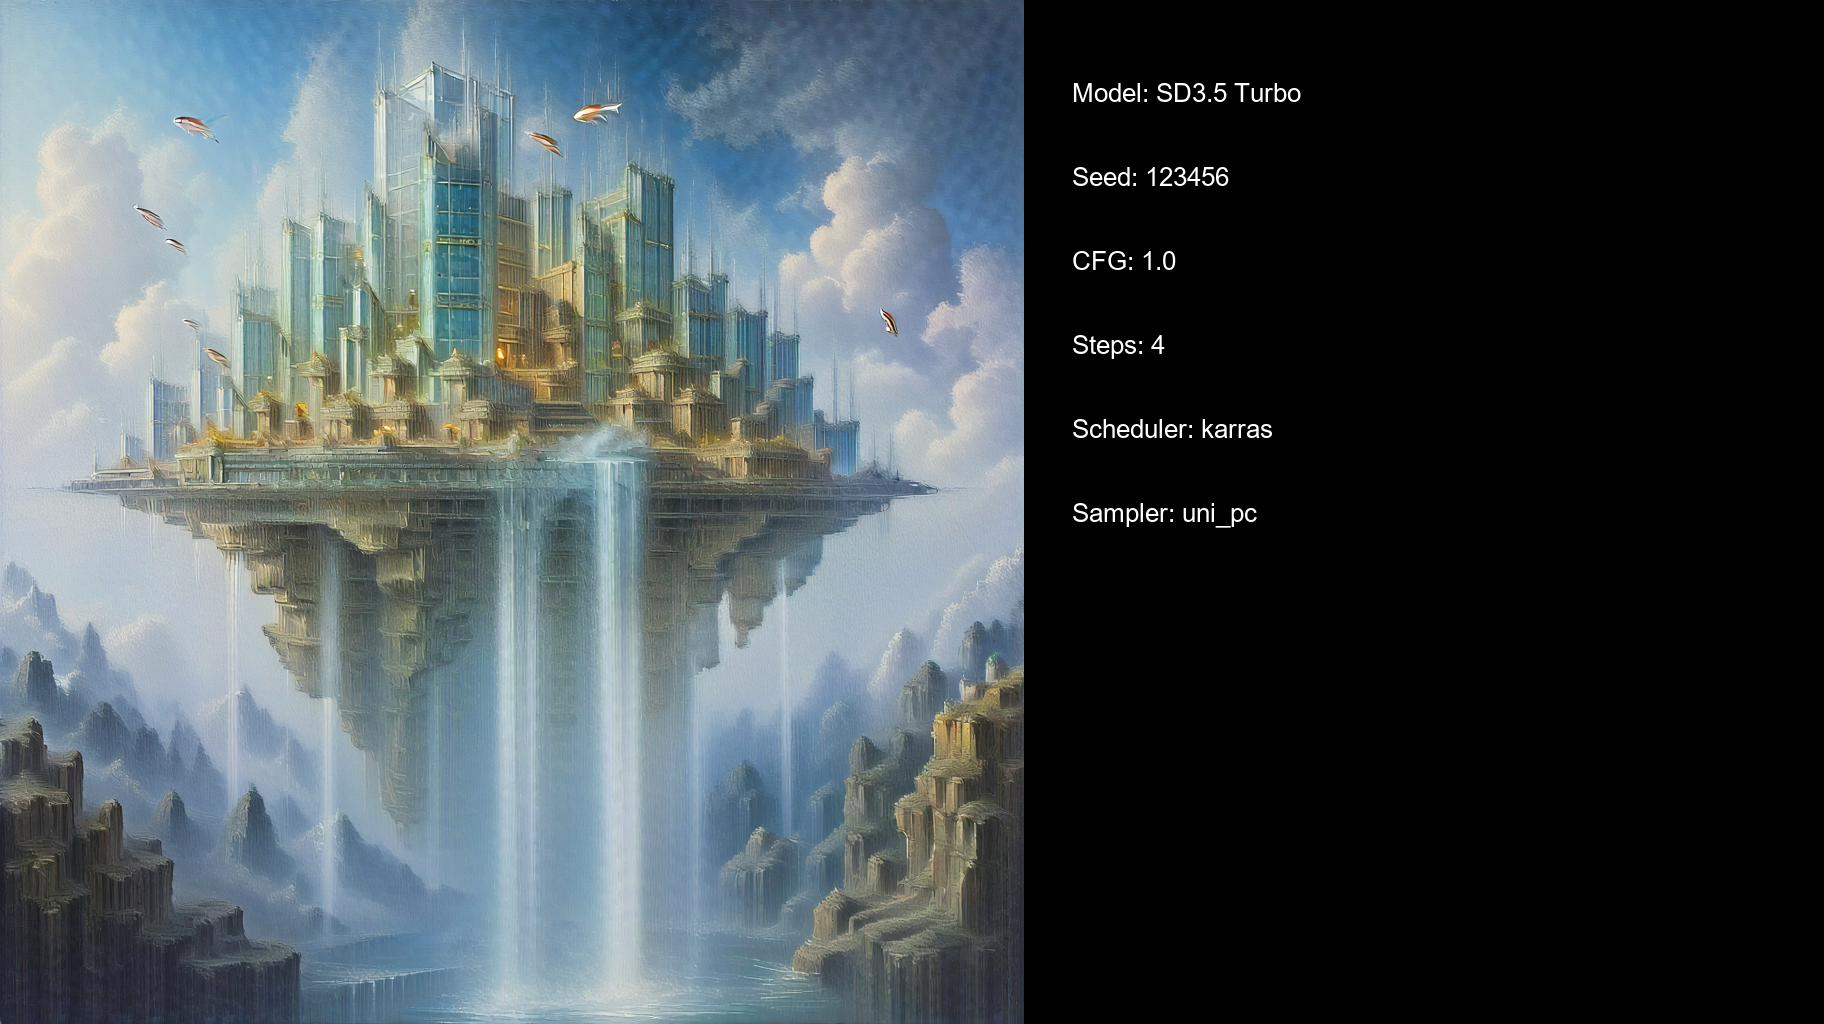 Model: SD3.5 Turbo
Seed: 123456
CFG: 1.0
Steps: 4
Scheduler: karras
Sampler: uni_pc